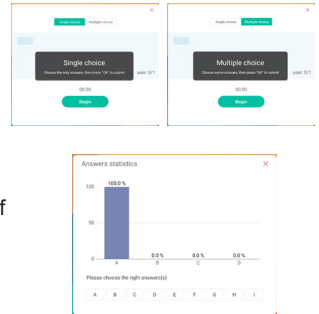 Single choice Multiple choice
Single choice
Choose the only answer, then press "OK" to submit
user: 0/1
00:00
Begin
Single choice Multiple choice
Multiple choice
Choose some answers, then press "OK" to submit
user: 0/1
00:00
Begin
f
Answers statistics
100
100.0 %
50
0
0.0 %
0.0 %
0.0 %
A B C D
Please choose the right answers(s)
A B C D E F G H I